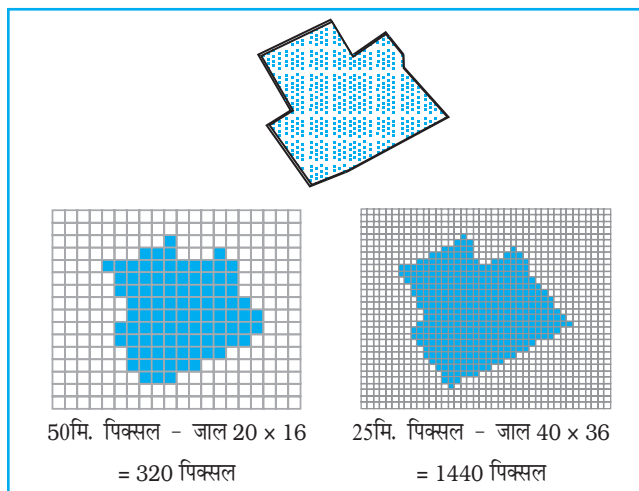 50मि. पिक्सल - जाल 20 × 16
= 320 पिक्सल
25मि. पिक्सल - जाल 40 × 36
= 1440 पिक्सल